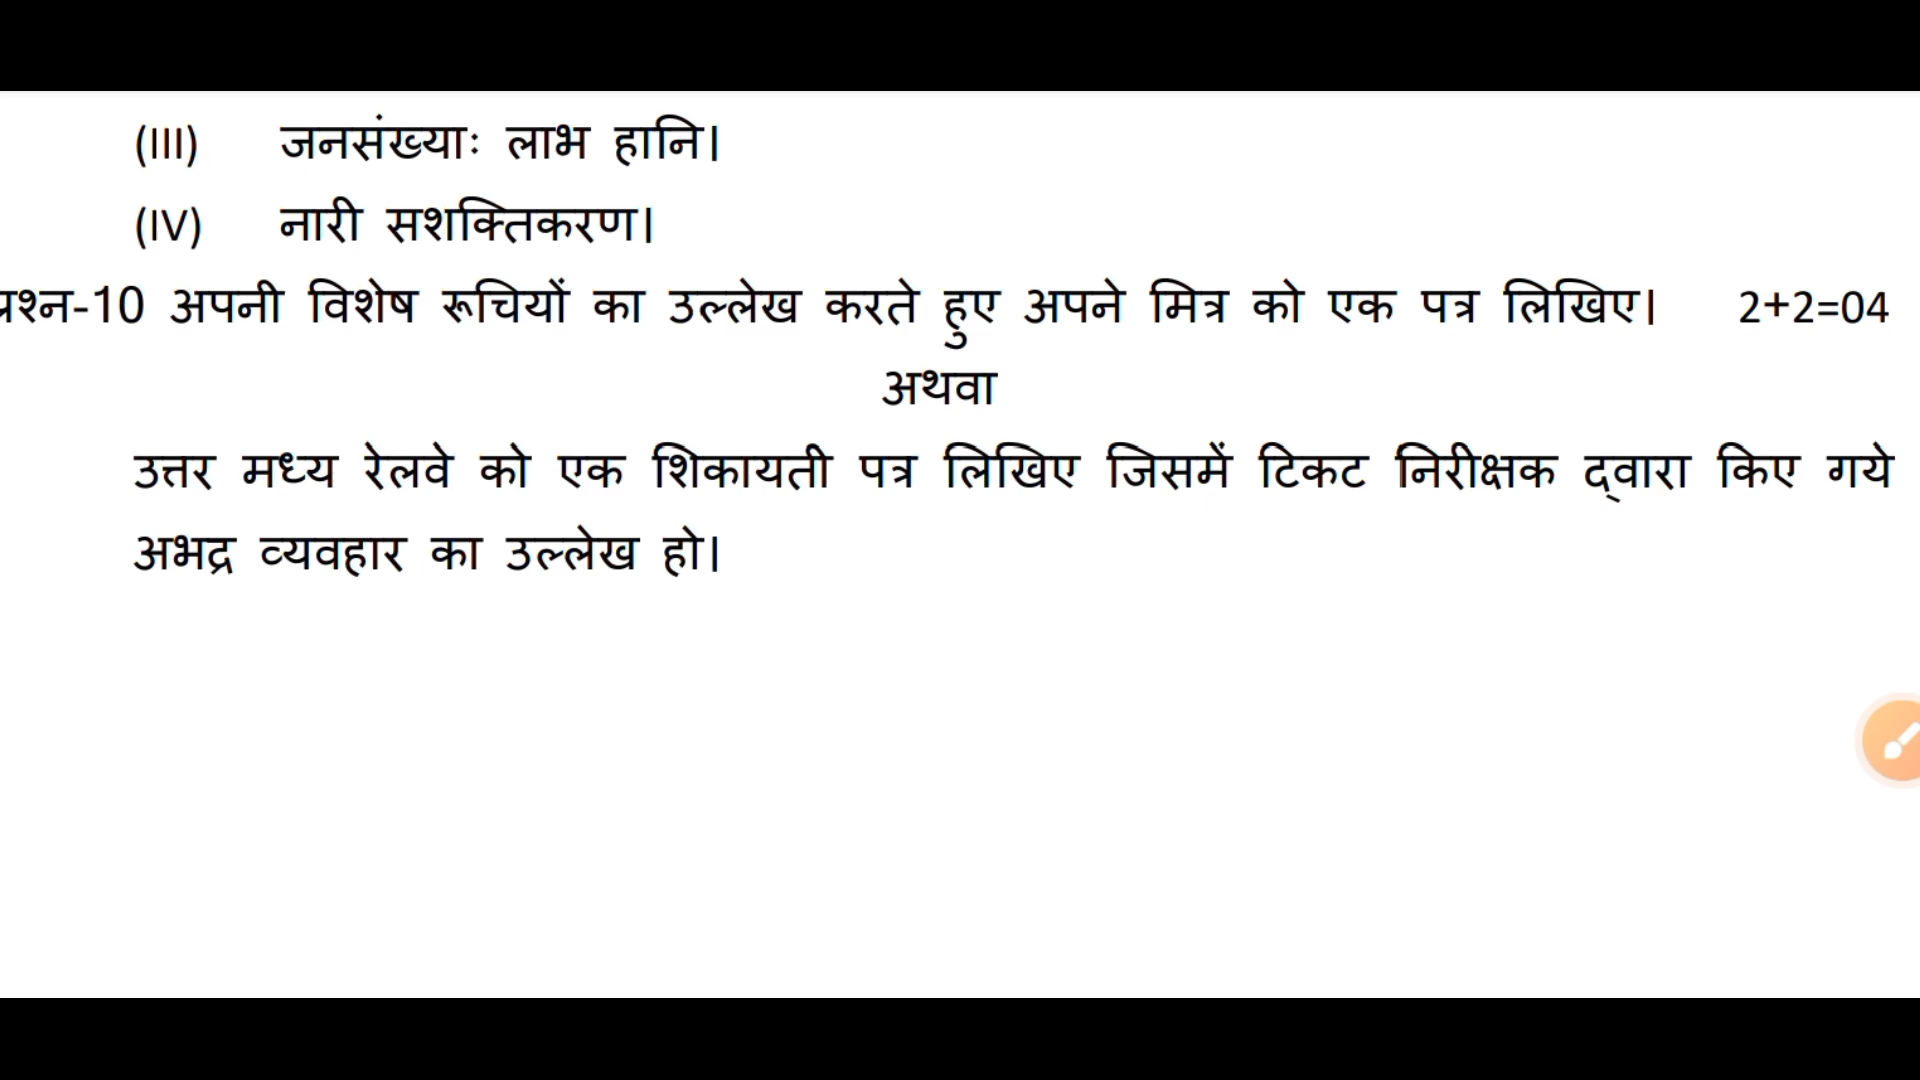 (III) जनसंख्याः लाभ हानि।
(IV) नारी सशक्तिकरण।
प्रश्न-10 अपनी विशेष रूचियों का उल्लेख करते हुए अपने मित्र को एक पत्र लिखिए। 2+2=04
अथवा
उत्तर मध्य रेलवे को एक शिकायती पत्र लिखिए जिसमें टिकट निरीक्षक द्वारा किए गये
अभद्र व्यवहार का उल्लेख हो।